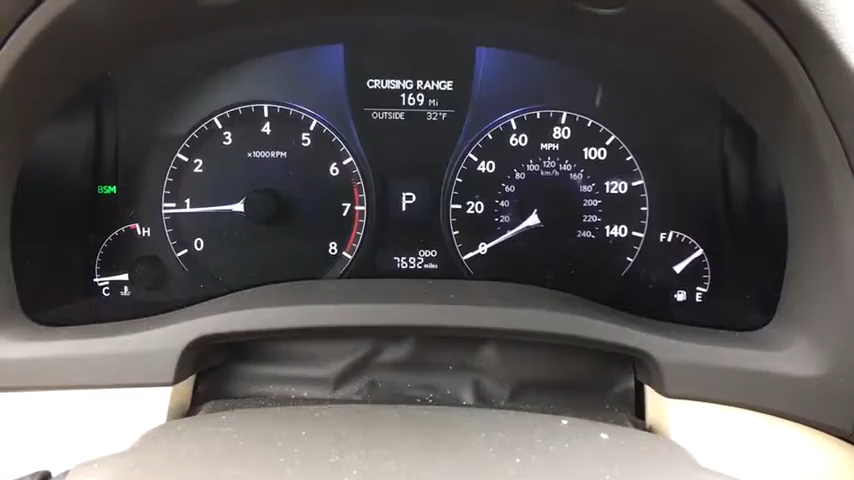 CRUISING RANGE
169 Mi
OUTSIDE 32°F
BSM
0 1 2 3 4 5 6 7 8
×1000RPM
P
ODO
7692 miles
0 20 40 60 80 100 120 140
MPH
20 40 60 80 100 120 140 160 180 200 220 240
km/h
H
C
F
E